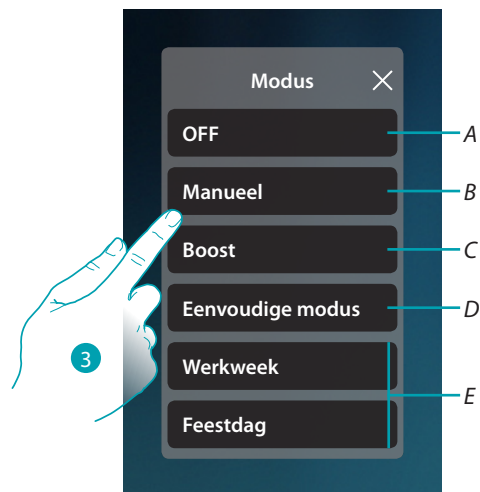 Modus
OFF
A
Manueel
B
Boost
C
Eenvoudige modus
D
3
Werkweek
E
Feestdag